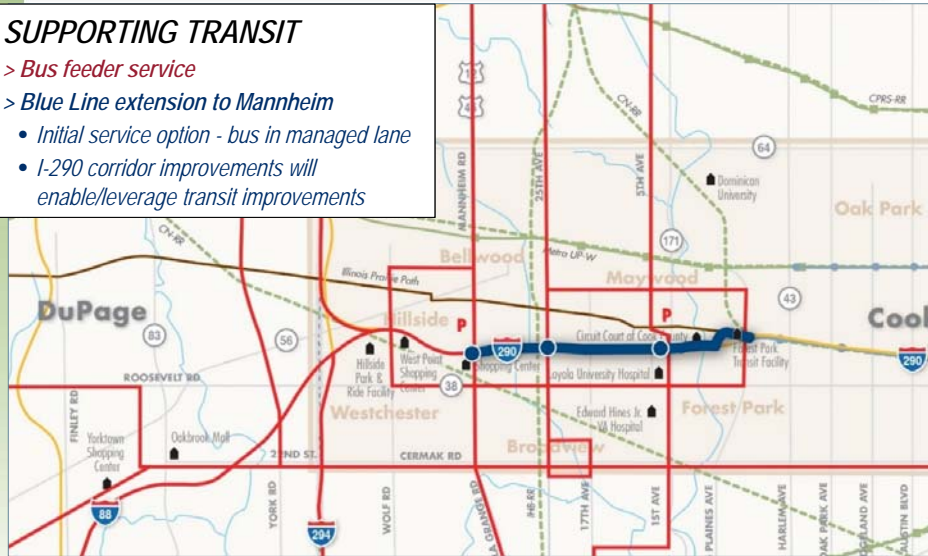 SUPPORTING TRANSIT
> Bus feeder service
> Blue Line extension to Mannheim
• Initial service option - bus in managed lane
• I-290 corridor improvements will
enable/leverage transit improvements
12
45
CN-RR
CPRS-RR
64
MANNHEIM RD
25TH AVE
5TH AVE
Dominican
University
Oak Park
171
CN-RR
Bellwood
Metro UP-W
Maywood
Illinois Prairie Path
43
DuPage
Hillside
P
P
Cook
83
56
Circuit Court of Cook County
Forest Park
Transit Facility
290
290
Hillside
Park &
Ride Facility
West Point
Shopping
Center
Shopping Center
Loyola University Hospital
ROOSEVELT RD
38
Westchester
Edward Hines Jr.
VA Hospital
Forest Park
FINLEY RD
Yorktown
Shopping
Center
Oakbrook Mall
Broadview
22ND ST.
CERMAK RD
88
YORK RD
294
WOLF RD
LA GRANGE RD
IHB-RR
17TH AVE
1ST AVE
PLAINES AVE
HARLEM AVE
OAK PARK AVE
AUSTIN BLVD